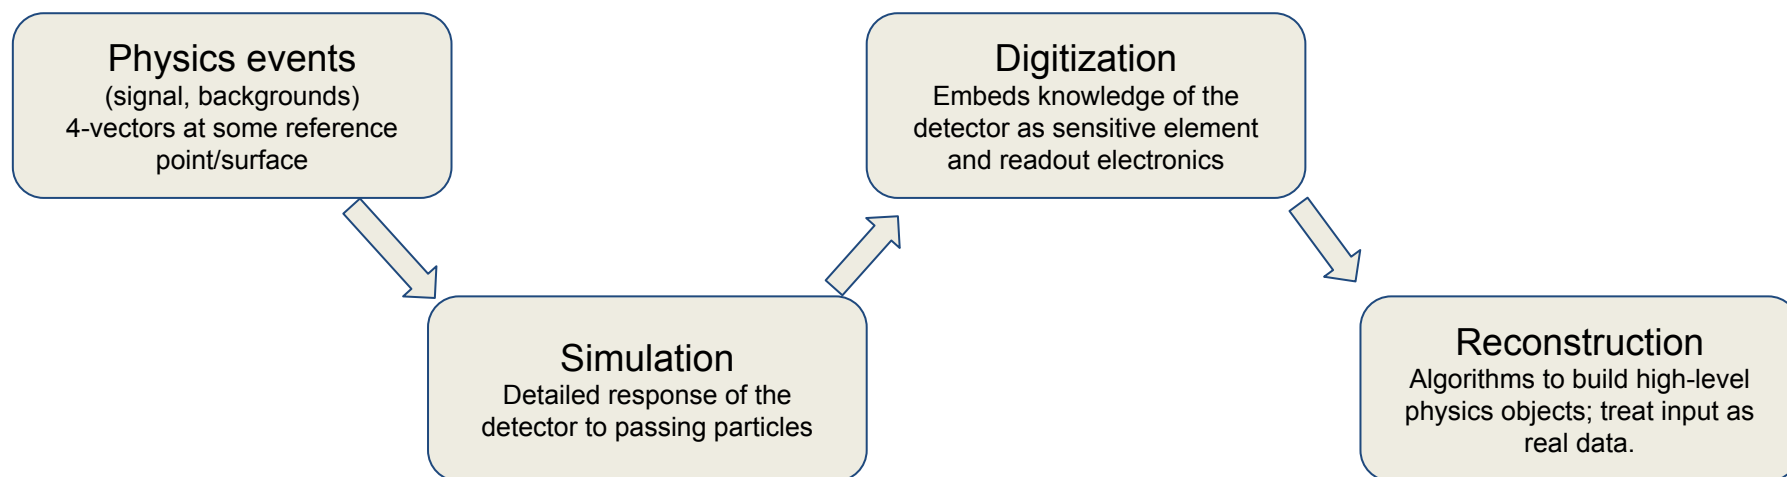 Physics events
(signal, backgrounds)
4-vectors at some reference
point/surface
Simulation
Detailed response of the
detector to passing particles
Digitization
Embeds knowledge of the
detector as sensitive element
and readout electronics
Reconstruction
Algorithms to build high-level
physics objects; treat input as
real data.